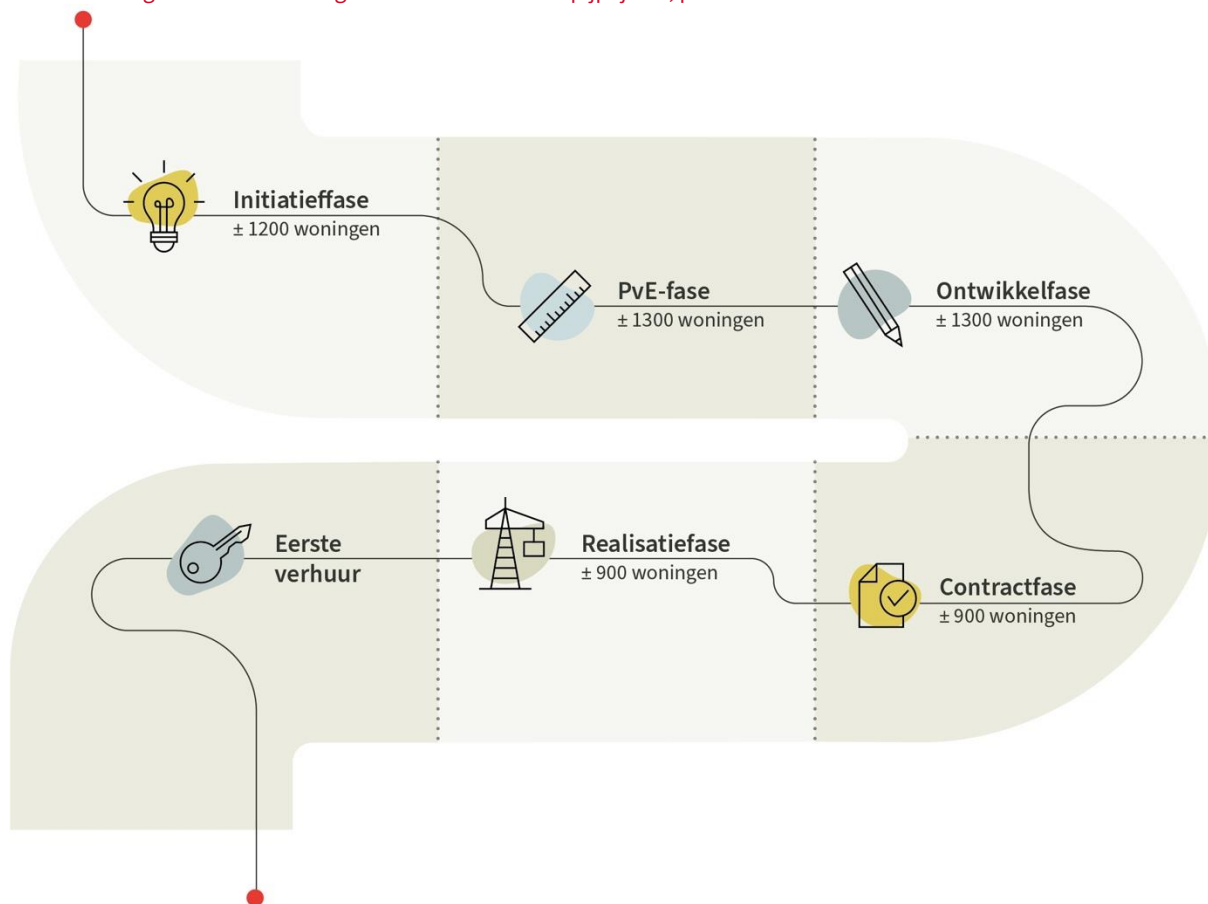 Initiatieffase
± 1200 woningen
PvE-fase
± 1300 woningen
Ontwikkelfase
± 1300 woningen
Eerste
verhuur
Realisatiefase
± 900 woningen
Contractfase
± 900 woningen